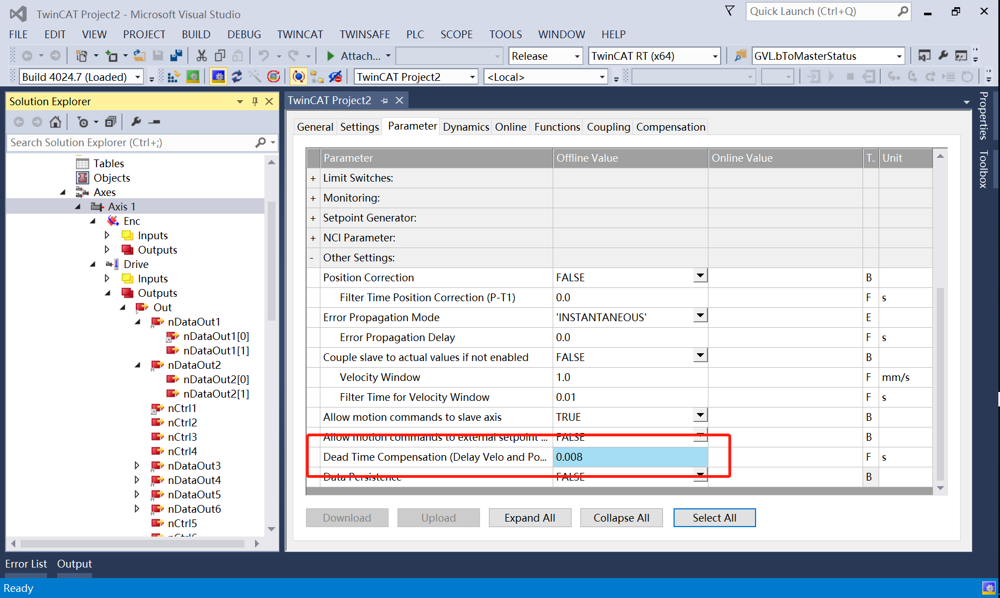 TwinCAT Project2 - Microsoft Visual Studio
Quick Launch (Ctrl+Q)
FILE EDIT VIEW PROJECT BUILD DEBUG TWINCAT TWINSAFE PLC SCOPE TOOLS WINDOW HELP
Attach... Release TwinCAT RT (x64) GVL.bToMasterStatus
Build 4024.7 (Loaded) TwinCAT Project2 <Local>
Solution Explorer
Search Solution Explorer (Ctrl+;)
Tables
Objects
Axes
Axis 1
Enc
Inputs
Outputs
Drive
Inputs
Outputs
Out
nDataOut1
nDataOut1[0]
nDataOut1[1]
nDataOut2
nDataOut2[0]
nDataOut2[1]
nCtrl1
nCtrl2
nCtrl3
nCtrl4
nDataOut3
nDataOut4
nDataOut5
nDataOut6
nCtrl5
nCtrl6
TwinCAT Project2
General Settings Parameter Dynamics Online Functions Coupling Compensation
Parameter Offline Value Online Value T.. Unit
+ Limit Switches:
+ Monitoring:
+ Setpoint Generator:
+ NCI Parameter:
- Other Settings:
Position Correction FALSE B
Filter Time Position Correction (P-T1) 0.0 F s
Error Propagation Mode 'INSTANTANEOUS' E
Error Propagation Delay 0.0 F s
Couple slave to actual values if not enabled FALSE B
Velocity Window 1.0 F mm/s
Filter Time for Velocity Window 0.01 F s
Allow motion commands to slave axis TRUE B
Allow motion commands to external setpoint ... FALSE B
Dead Time Compensation (Delay Velo and Po... 0.008 F s
Data Persistence FALSE B
Download Upload Expand All Collapse All Select All
Properties
Toolbox
Error List Output
Ready